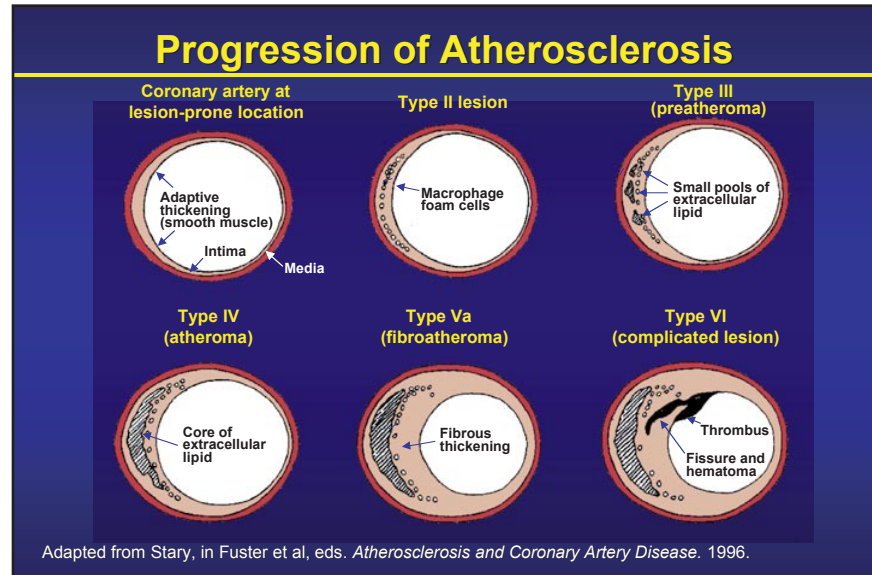 Progression of Atherosclerosis
Coronary artery at
lesion-prone location
Adaptive
thickening
(smooth muscle)
Intima
Media
Type II lesion
Macrophage
foam cells
Type III
(preatheroma)
Small pools of
extracellular
lipid
Type IV
(atheroma)
Core of
extracellular
lipid
Type Va
(fibroatheroma)
Fibrous
thickening
Type VI
(complicated lesion)
Thrombus
Fissure and
hematoma
Adapted from Stary, in Fuster et al, eds. Atherosclerosis and Coronary Artery Disease. 1996.